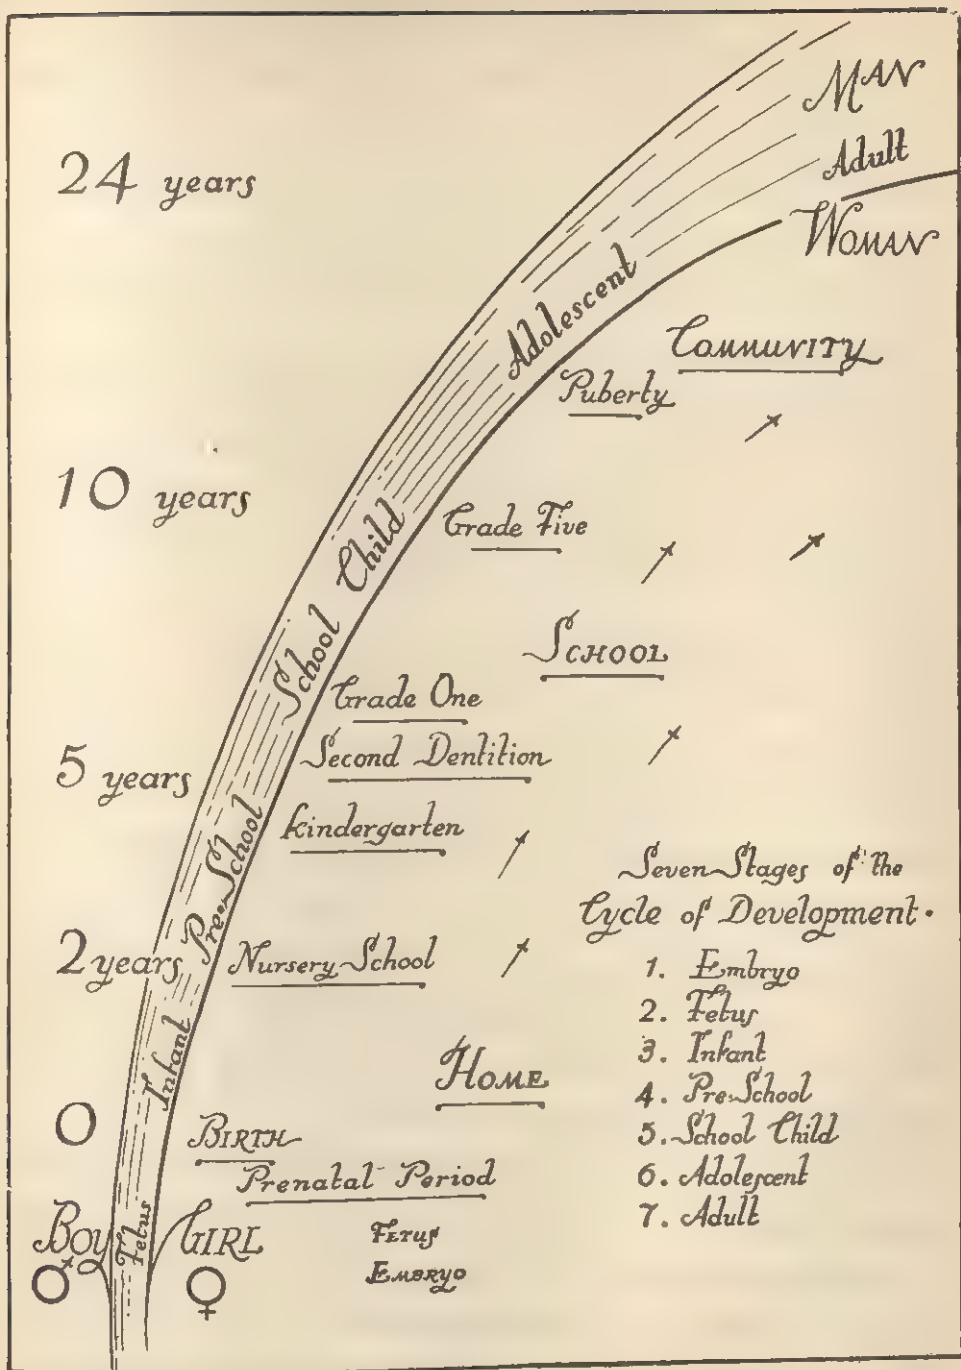 MAN
Adult
WOMAN
24 years
Adolescent
COMMUNITY
Puberty
10 years
School Child
Grade Five
SCHOOL
Grade One
Second Dentition
5 years
Pre-School
Kindergarten
2 years
Nursery School
Infant
HOME
0
BIRTH
Prenatal Period
Fetus
BOY
GIRL
FETUS
EMBRYO
Seven Stages of the
Cycle of Development.
1. Embryo
2. Fetus
3. Infant
4. Pre-School
5. School Child
6. Adolescent
7. Adult